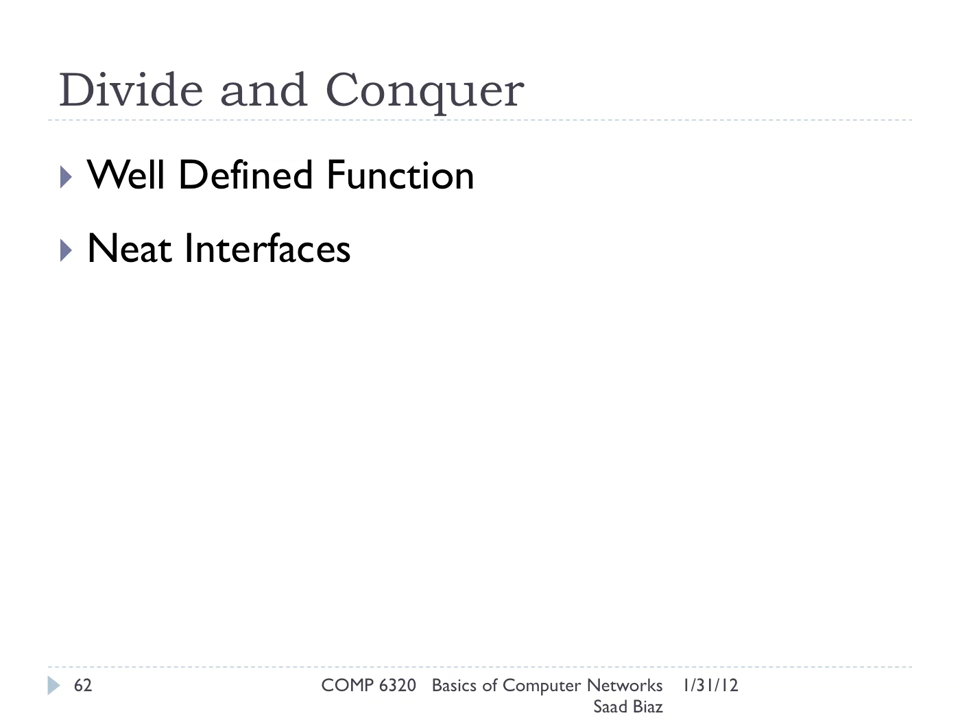 Divide and Conquer
Well Defined Function
Neat Interfaces
62
COMP 6320 Basics of Computer Networks 1/31/12
Saad Biaz